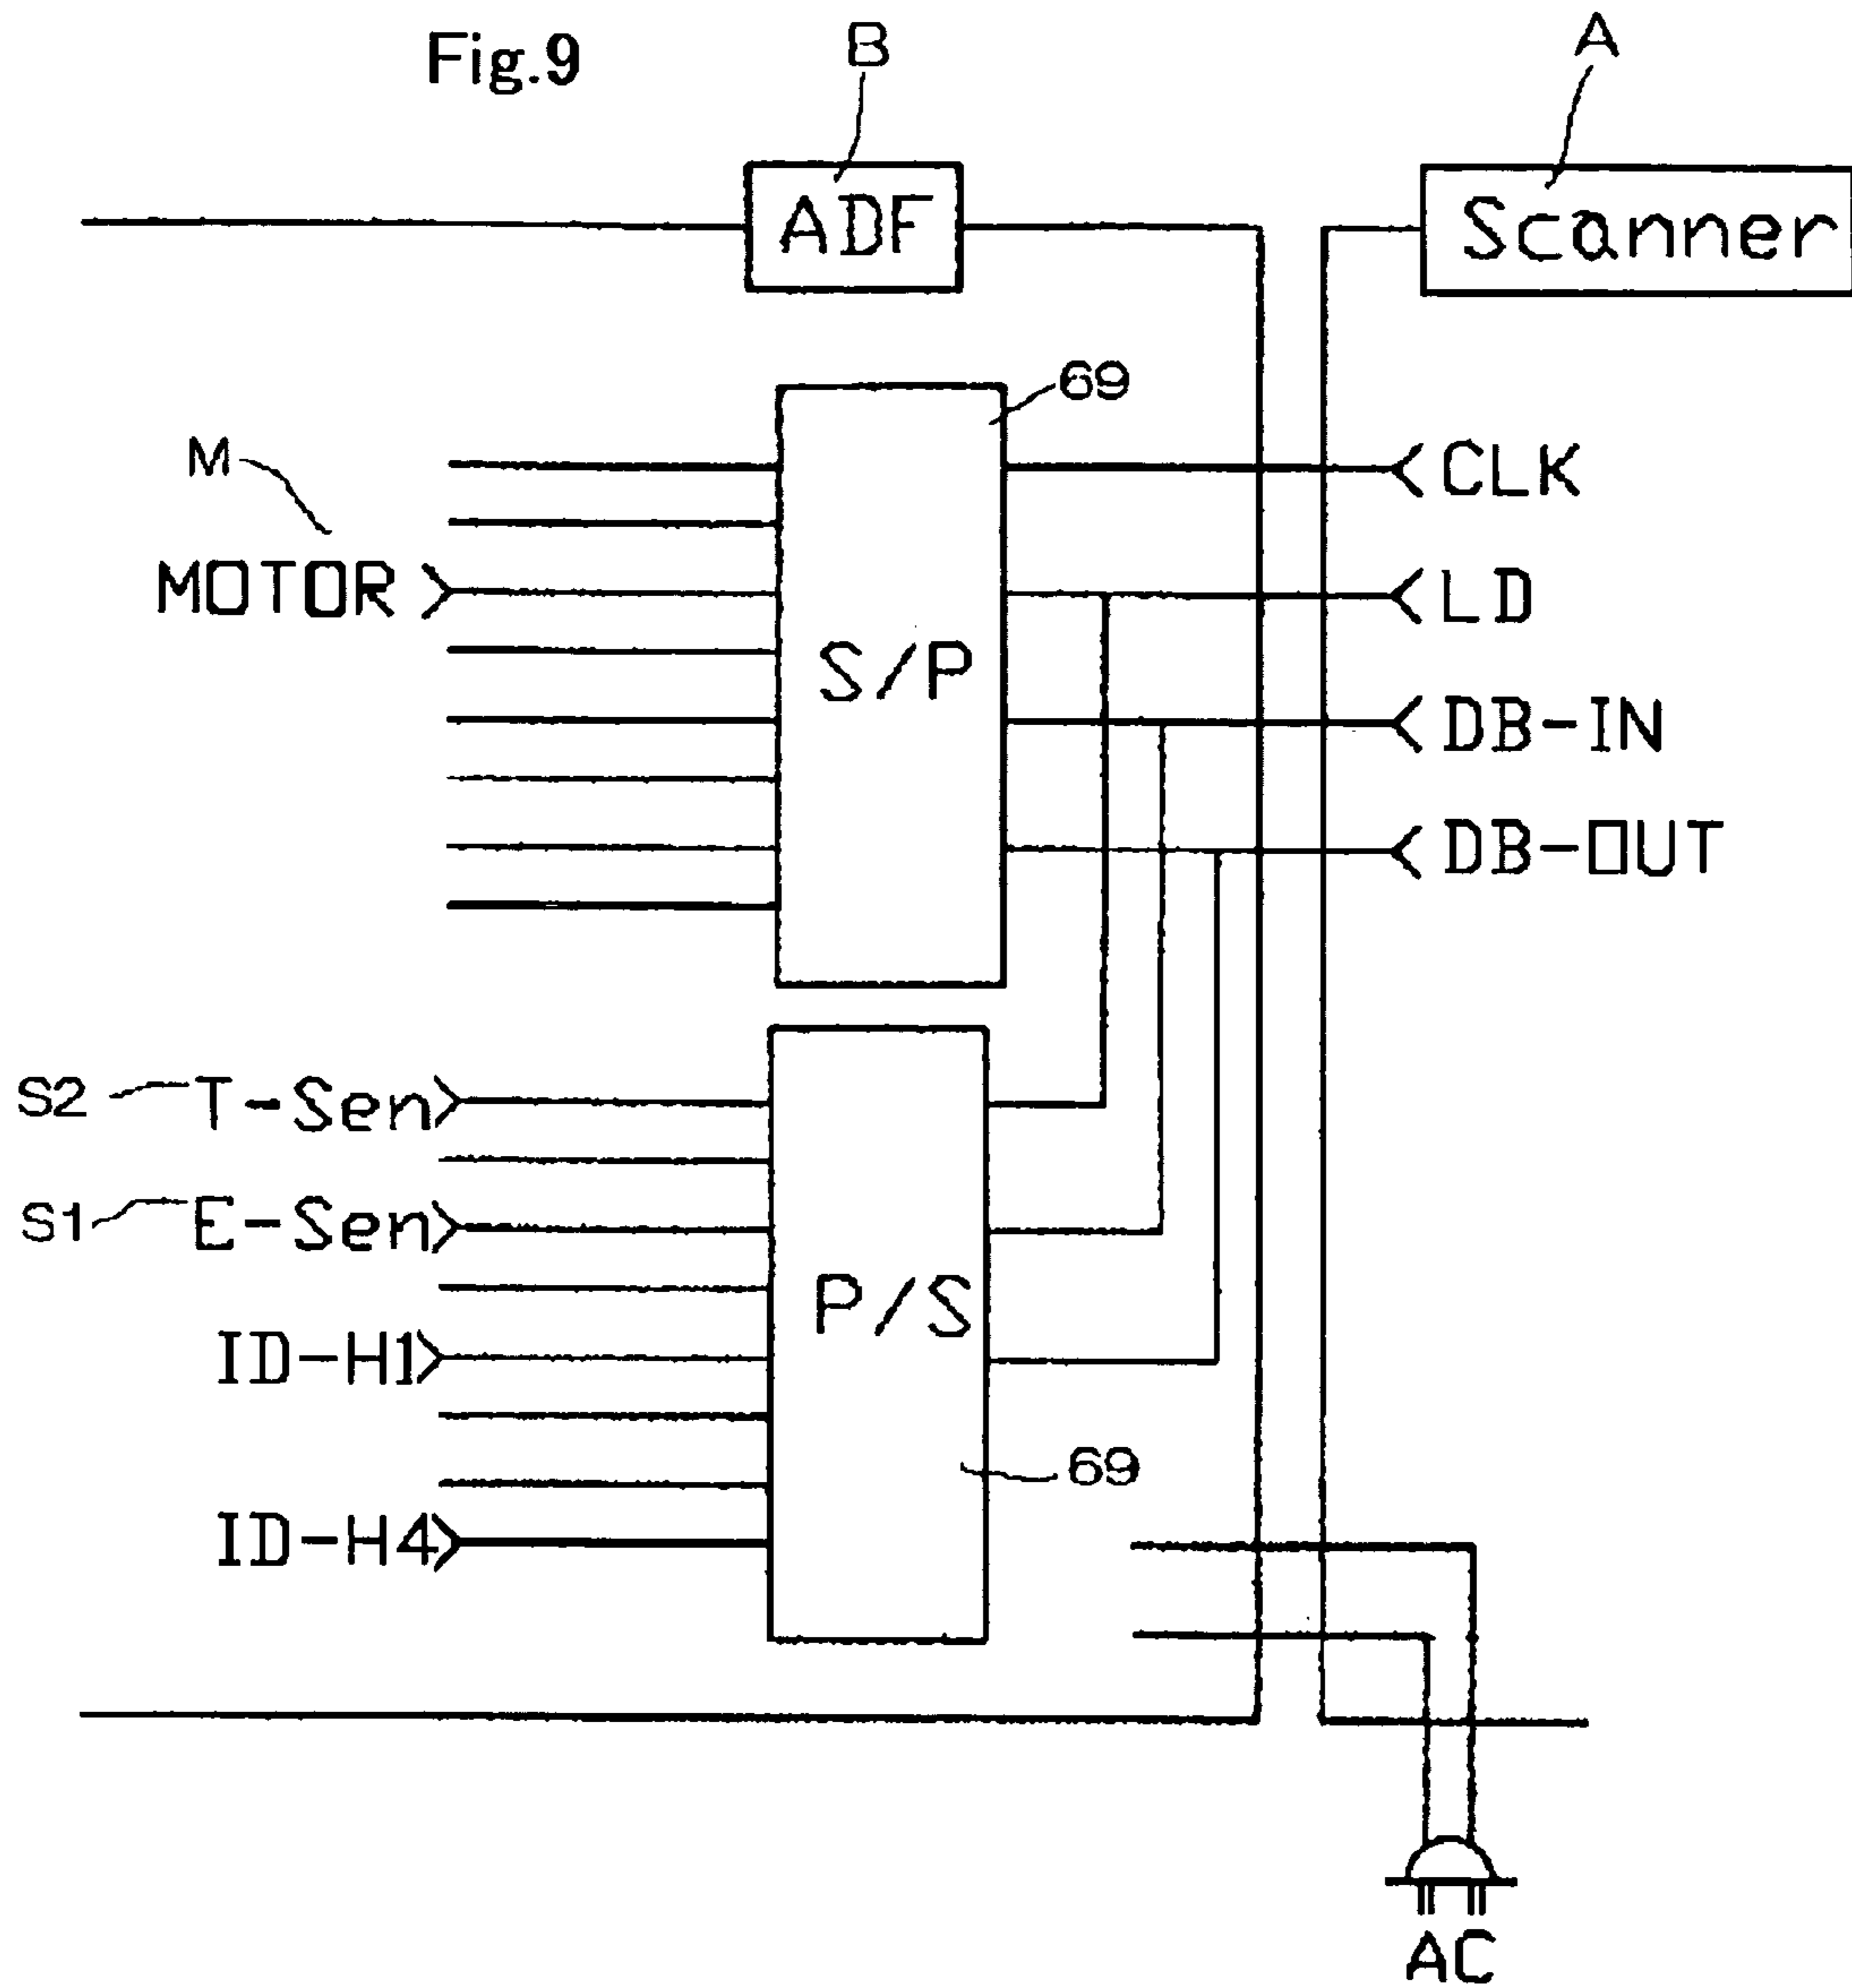 Fig.9
B
A
ADF
Scanner
69
M
CLK
MOTOR
LD
S/P
DB-IN
DB-OUT
S2
T-Sen
S1
E-Sen
P/S
ID-H1
69
ID-H4
AC